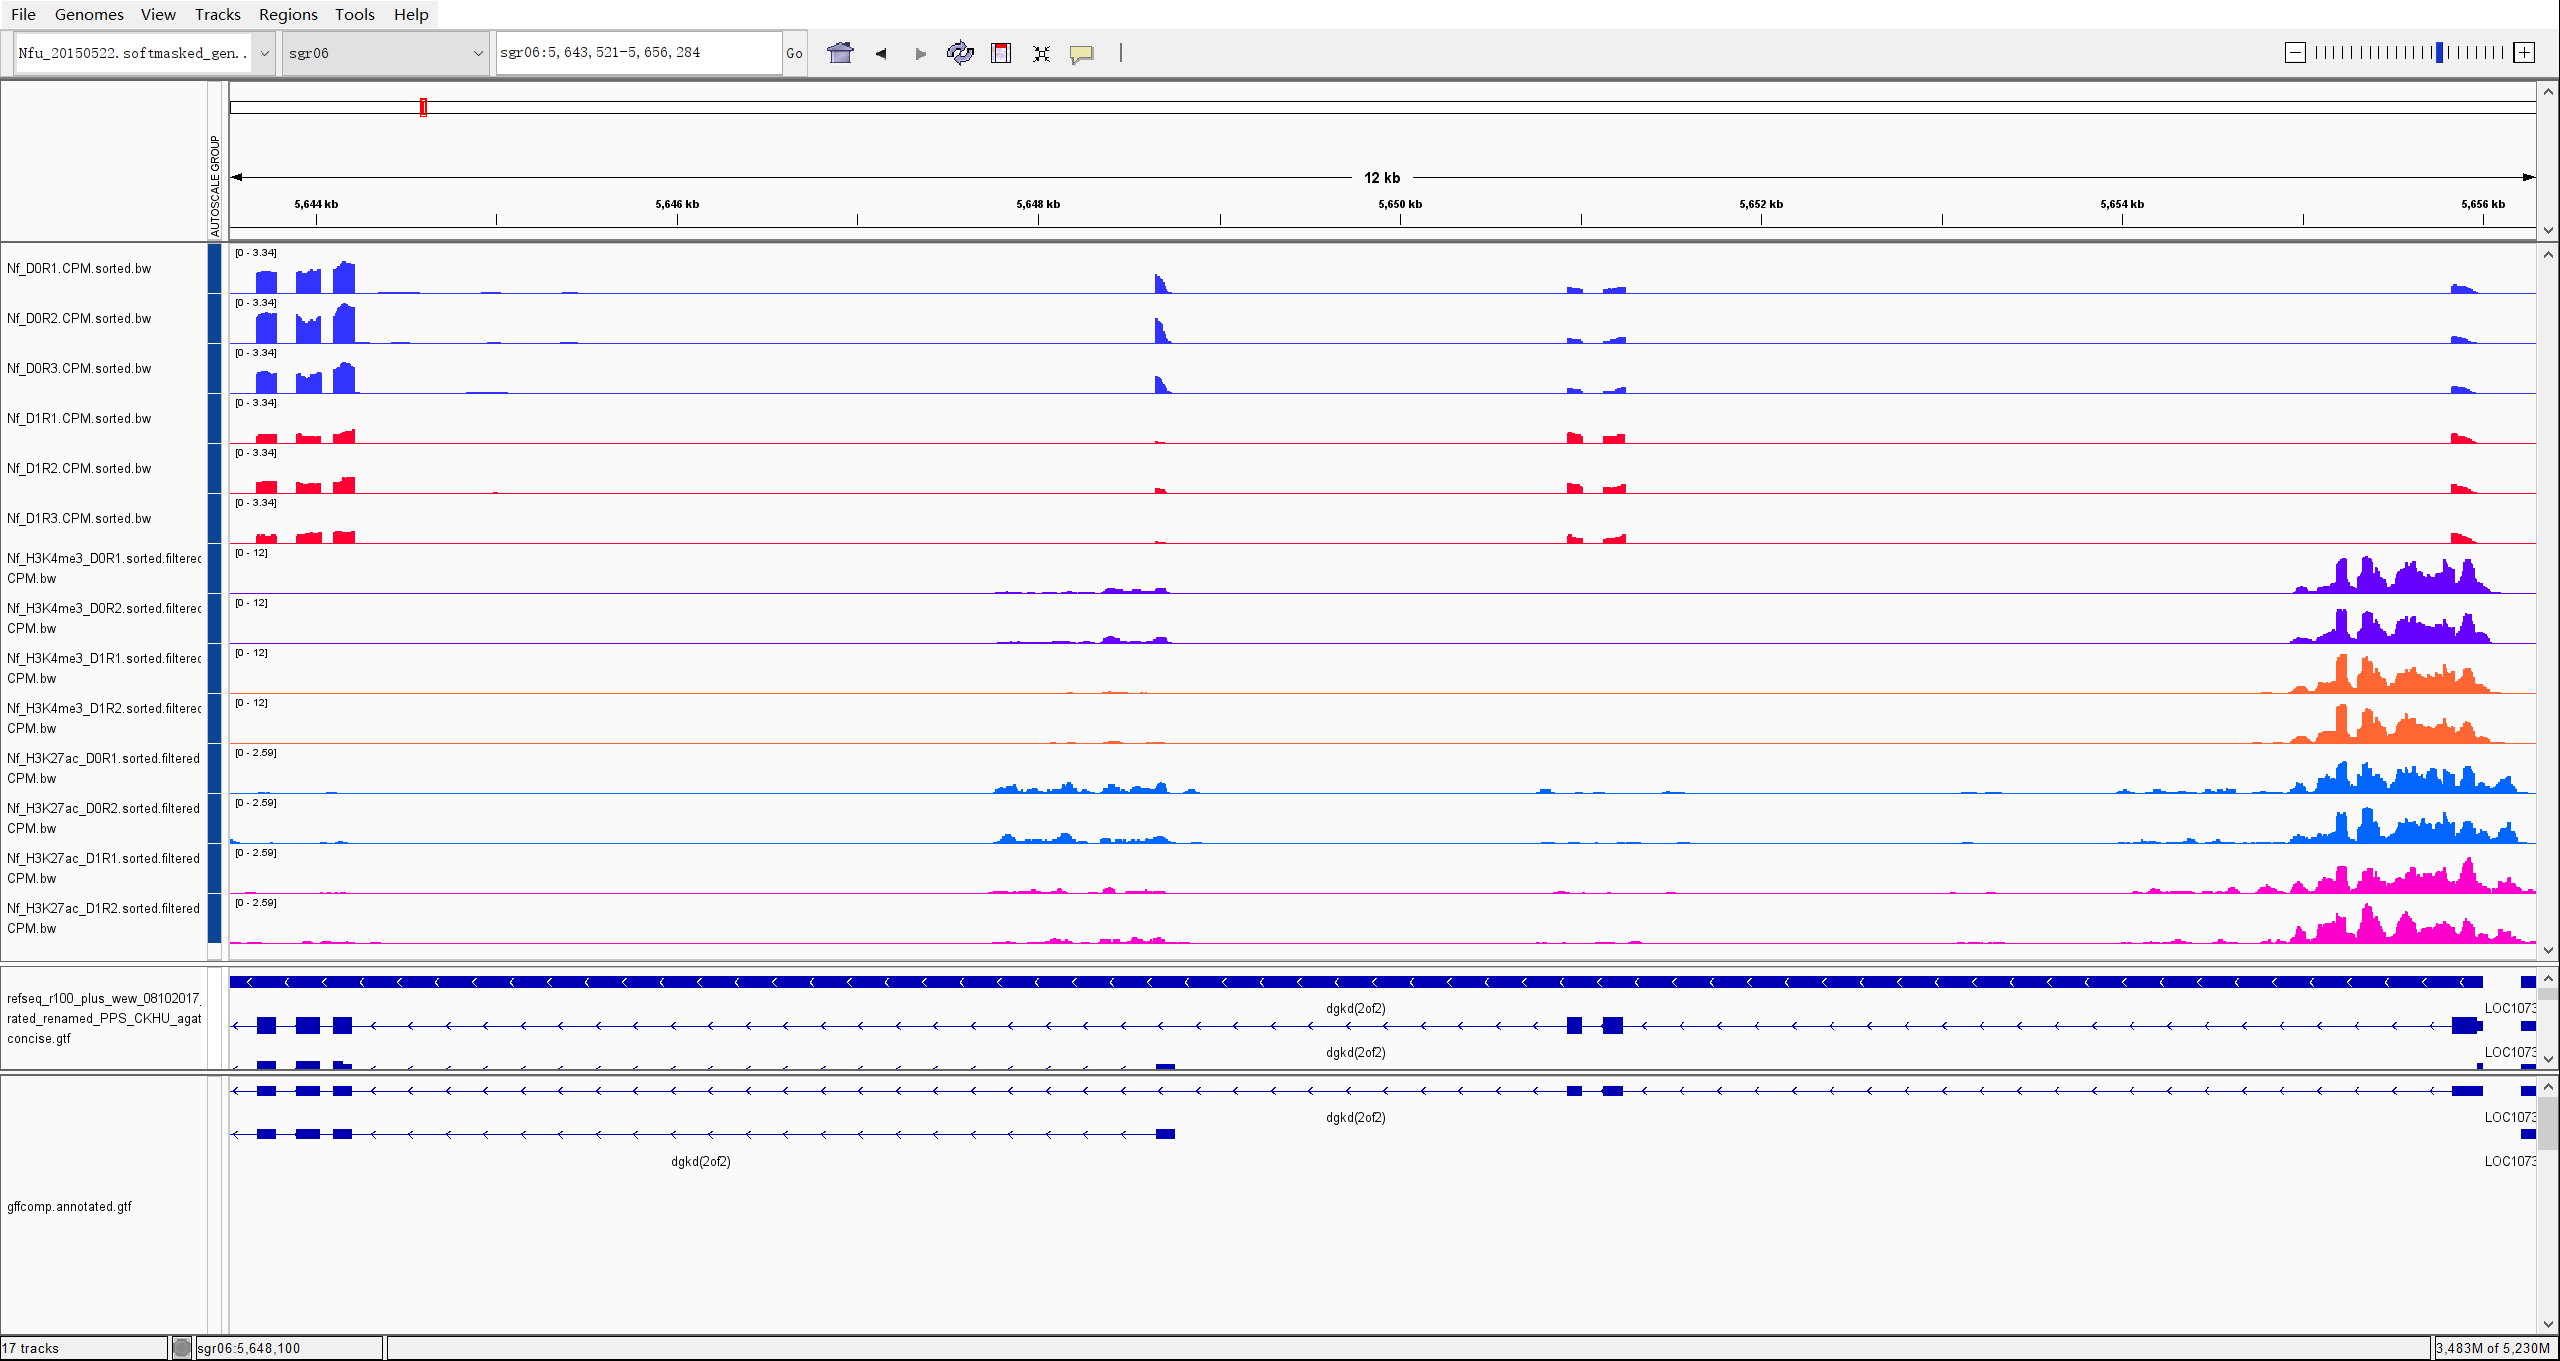 File Genomes View Tracks Regions Tools Help
Nfu_20150522.softmasked_gen.. sgr06 sgr06:5,643,521-5,656,284 Go
AUTOSCALE GROUP
12 kb
5,644 kb 5,646 kb 5,648 kb 5,650 kb 5,652 kb 5,654 kb 5,656 kb
[0 - 3.34]
Nf_D0R1.CPM.sorted.bw
[0 - 3.34]
Nf_D0R2.CPM.sorted.bw
[0 - 3.34]
Nf_D0R3.CPM.sorted.bw
[0 - 3.34]
Nf_D1R1.CPM.sorted.bw
[0 - 3.34]
Nf_D1R2.CPM.sorted.bw
[0 - 3.34]
Nf_D1R3.CPM.sorted.bw
Nf_H3K4me3_D0R1.sorted.filtered [0 - 12]
CPM.bw
Nf_H3K4me3_D0R2.sorted.filtered [0 - 12]
CPM.bw
Nf_H3K4me3_D1R1.sorted.filtered [0 - 12]
CPM.bw
Nf_H3K4me3_D1R2.sorted.filtered [0 - 12]
CPM.bw
Nf_H3K27ac_D0R1.sorted.filtered [0 - 2.59]
CPM.bw
Nf_H3K27ac_D0R2.sorted.filtered [0 - 2.59]
CPM.bw
Nf_H3K27ac_D1R1.sorted.filtered [0 - 2.59]
CPM.bw
Nf_H3K27ac_D1R2.sorted.filtered [0 - 2.59]
CPM.bw
refseq_r100_plus_wew_08102017_
rated_renamed_PPS_CKHU_agat
concise.gtf
dgkd(2of2) LOC1073
dgkd(2of2) LOC1073
dgkd(2of2) LOC1073
dgkd(2of2) LOC1073
gffcomp.annotated.gtf
17 tracks sgr06:5,648,100 3,483M of 5,230M